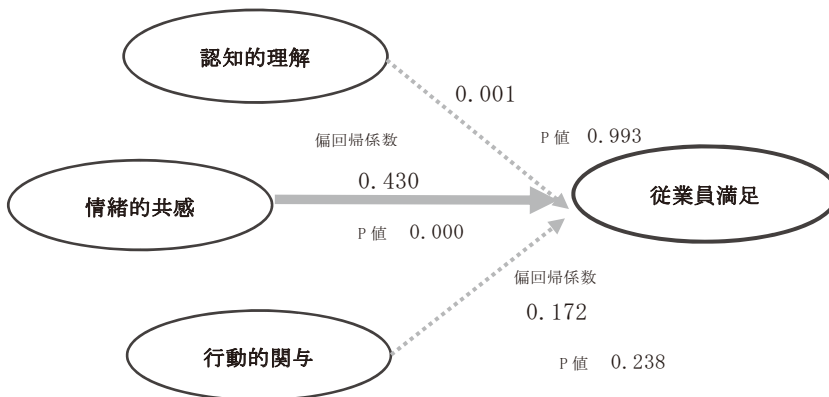 認知的理解
0.001
偏回帰係数
P値 0.993
0.430
従業員満足
情緒的共感
P値 0.000
偏回帰係数
0.172
行動的関与
P値 0.238